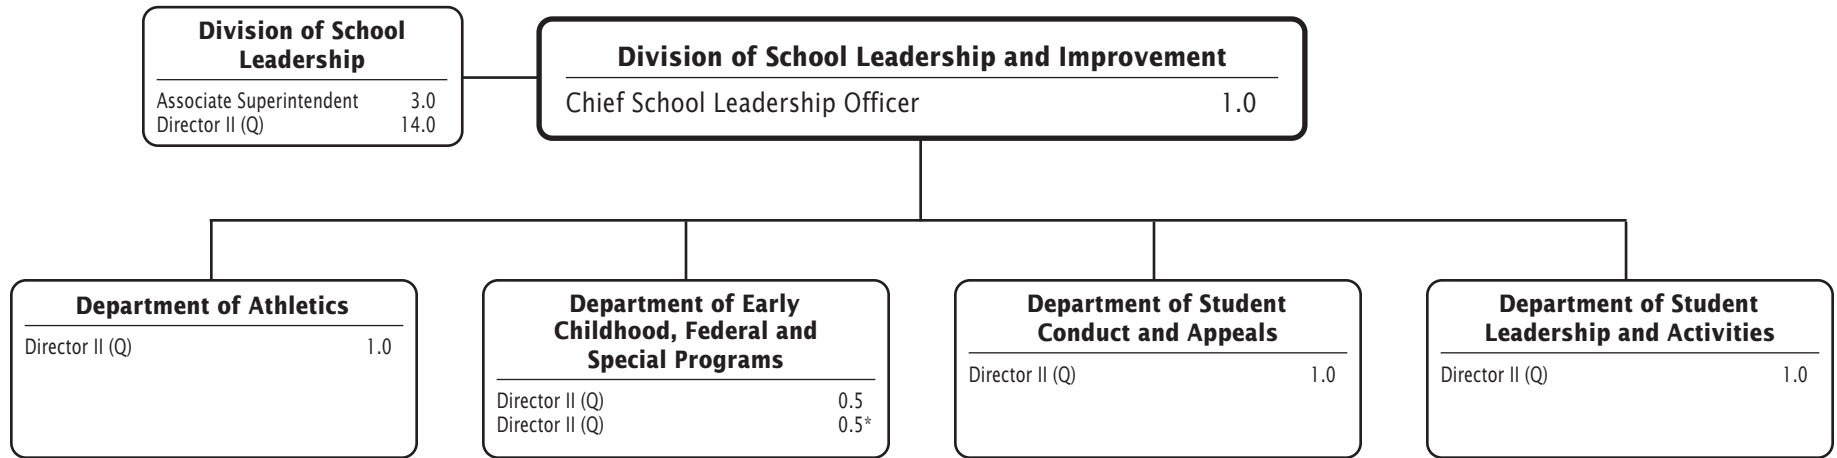 Division of School
Leadership
Associate Superintendent 3.0
Director II (Q) 14.0
Division of School Leadership and Improvement
Chief School Leadership Officer 1.0
Department of Athletics
Director II (Q) 1.0
Department of Early
Childhood, Federal and
Special Programs
Director II (Q) 0.5
Director II (Q) 0.5*
Department of Student
Conduct and Appeals
Director II (Q) 1.0
Department of Student
Leadership and Activities
Director II (Q) 1.0